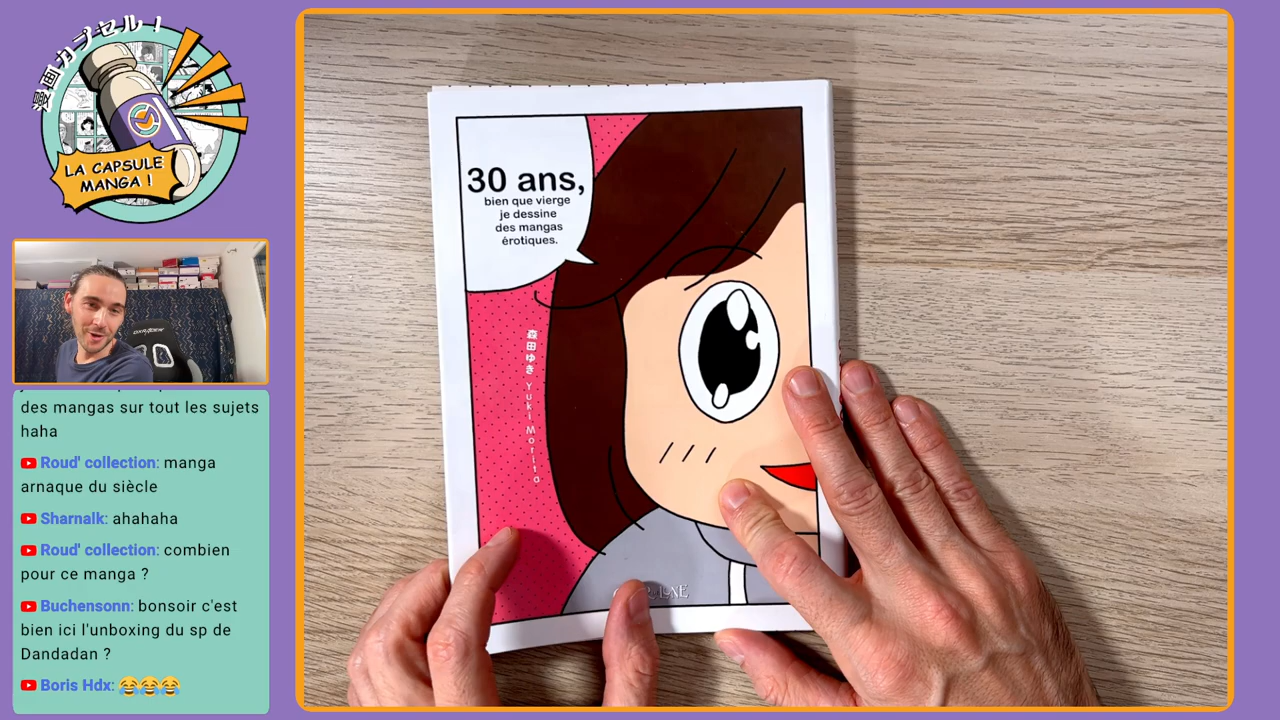 漫画カプセル！
LA CAPSULE
MANGA !
des mangas sur tout les sujets
haha
Roud' collection: manga
arnaque du siècle
Sharnalk: ahahaha
Roud' collection: combien
pour ce manga ?
Buchensonn: bonsoir c'est
bien ici l'unboxing du sp de
Dandadan ?
Boris Hdx: 😂😂😂
30 ans,
bien que vierge
je dessine
des mangas
érotiques.
森田ゆき Yuki Morita